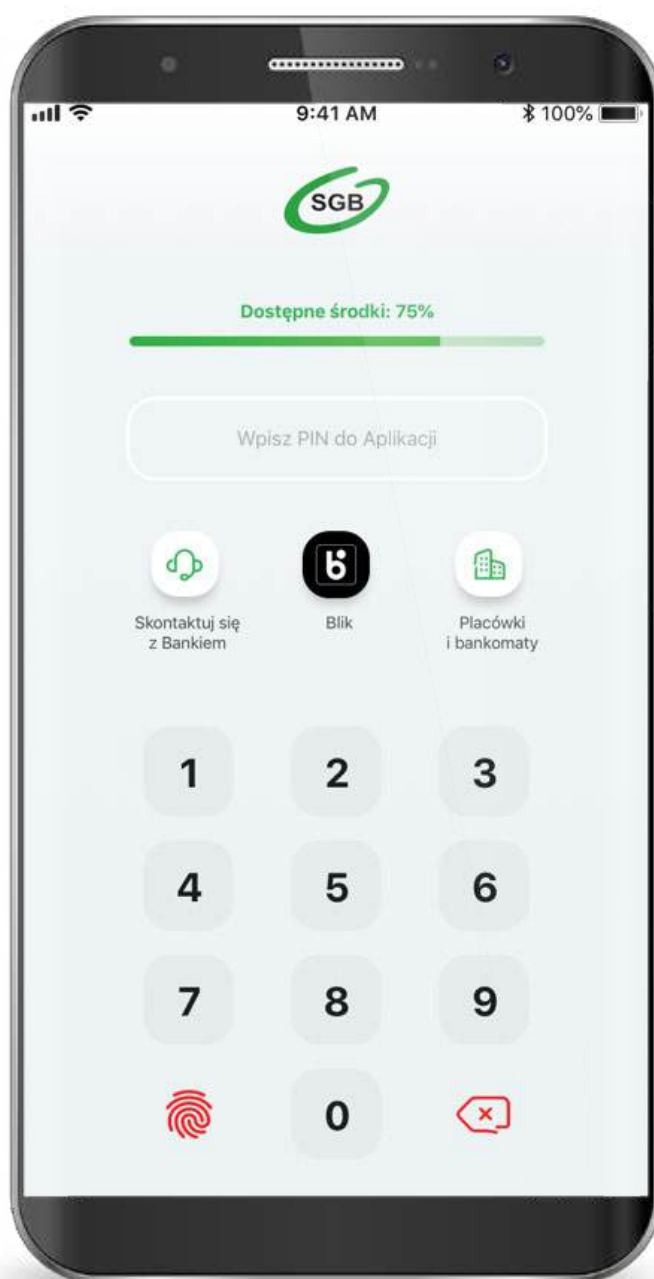 9:41 AM
100%
SGB
Dostępne środki: 75%
Wpisz PIN do Aplikacji
Skontaktuj się
z Bankiem
Blik
Placówki
i bankomaty
1 2 3
4 5 6
7 8 9
0